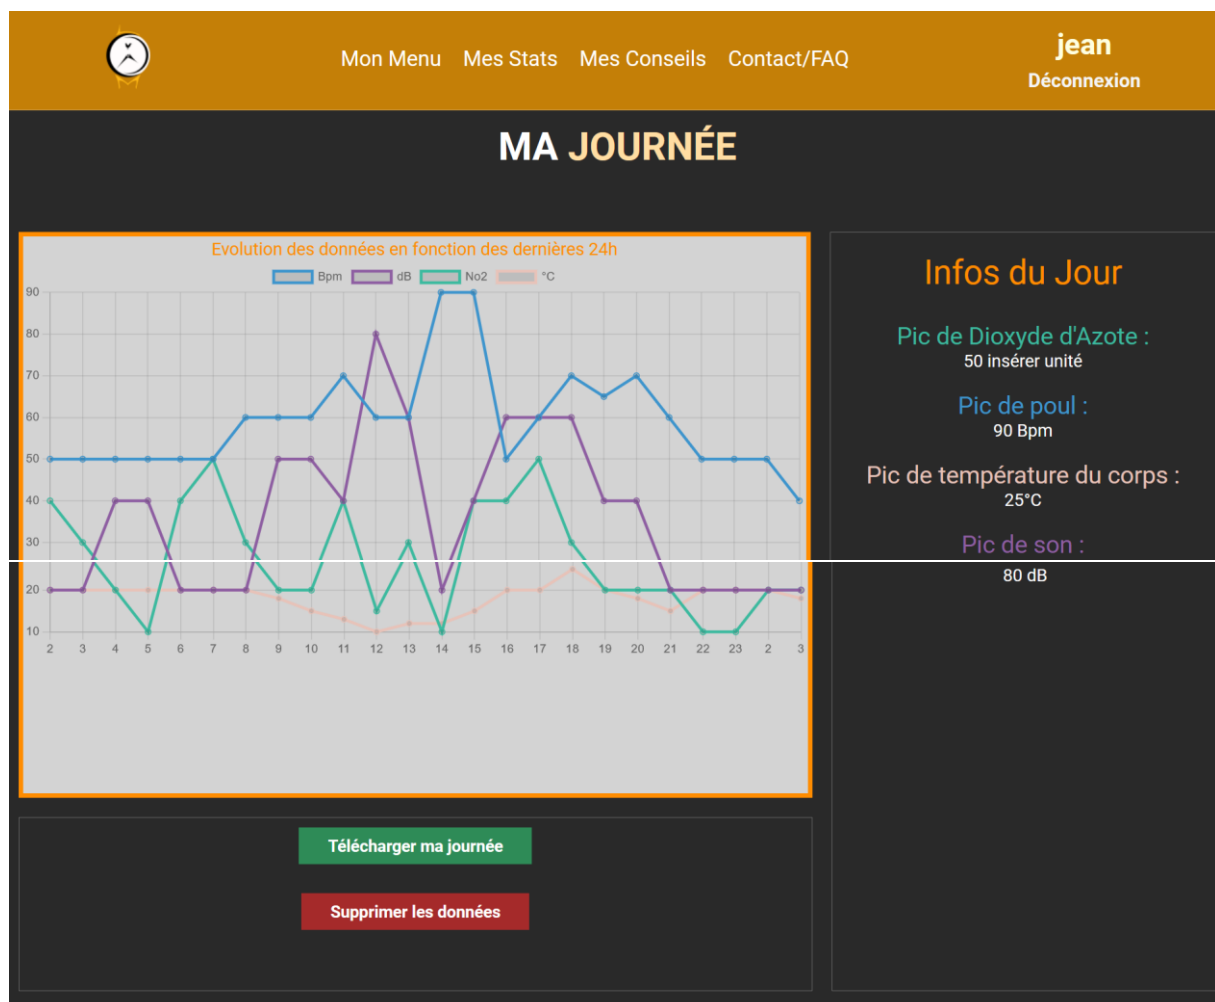 Mon Menu Mes Stats Mes Conseils Contact/FAQ
jean
Déconnexion
MA JOURNÉE
Evolution des données en fonction des dernières 24h
Bpm dB No2 °C
90
80
70
60
50
40
30
20
10
2 3 4 5 6 7 8 9 10 11 12 13 14 15 16 17 18 19 20 21 22 23 2 3
Infos du Jour
Pic de Dioxyde d'Azote :
50 insérer unité
Pic de poul :
90 Bpm
Pic de température du corps :
25°C
Pic de son :
80 dB
Télécharger ma journée
Supprimer les données